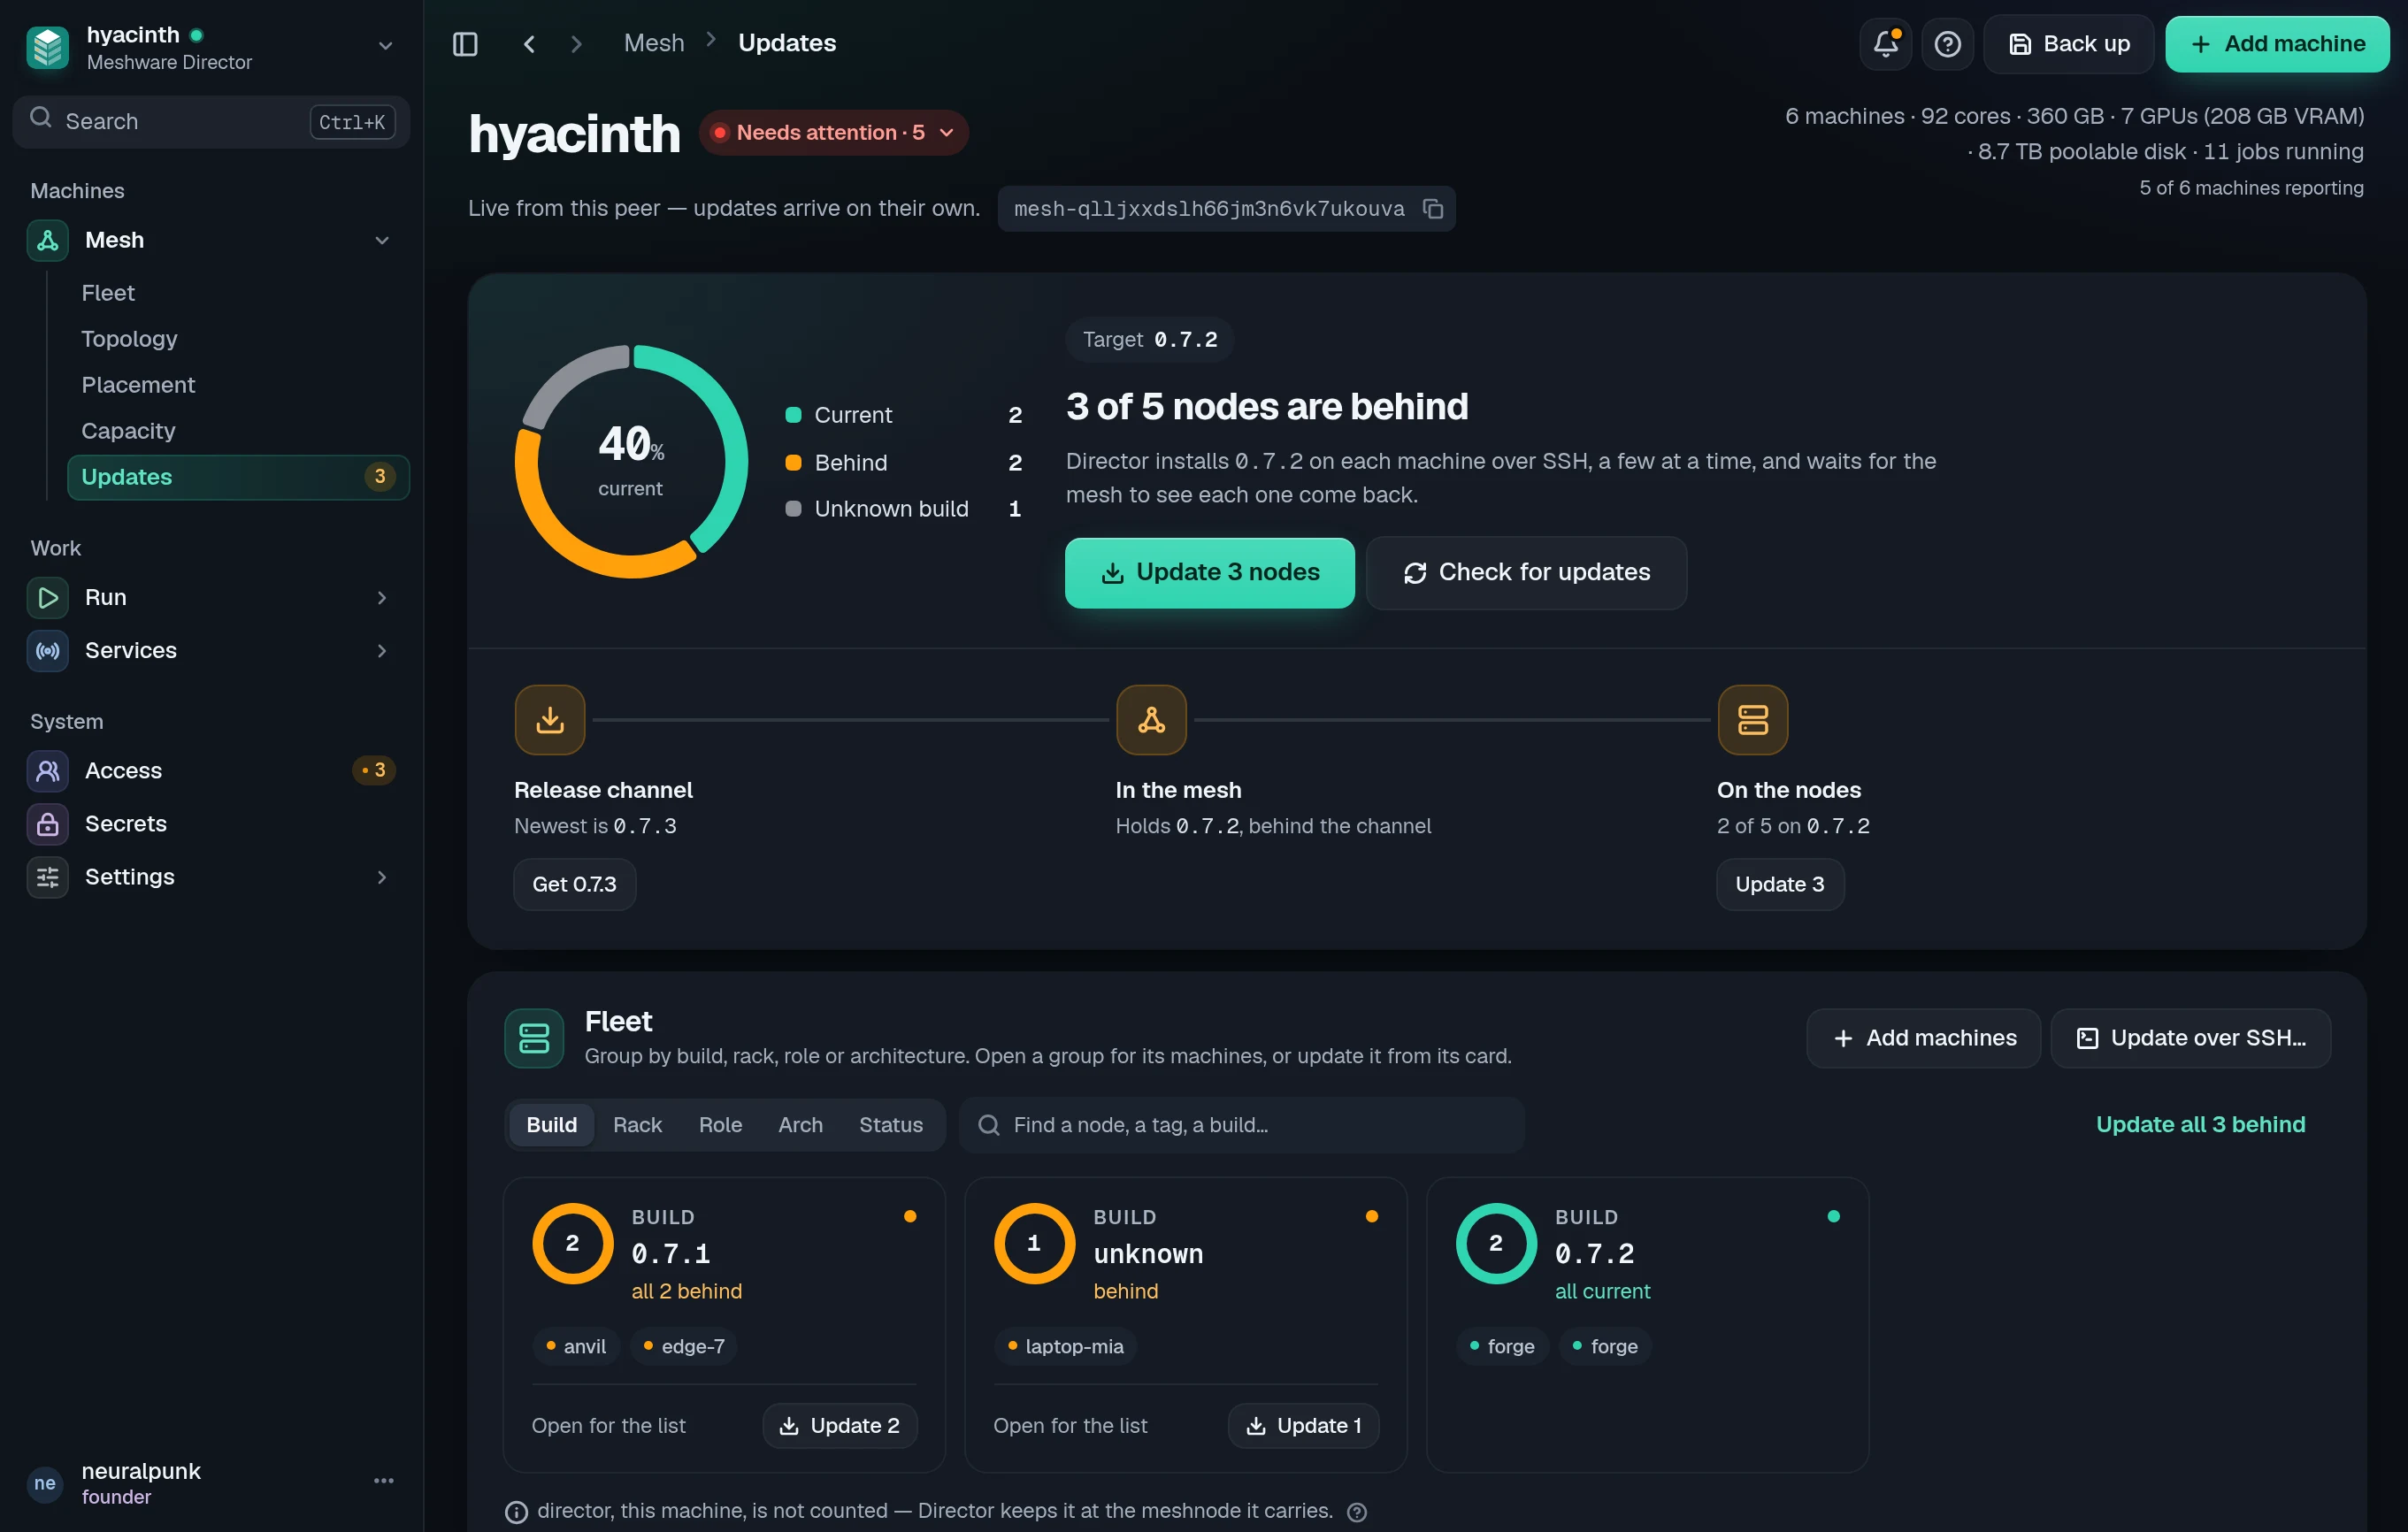 hyacinth
Meshware Director
Search
Ctrl+K
Machines
Mesh
Fleet
Topology
Placement
Capacity
Updates 3
Work
Run
Services
System
Access 3
Secrets
Settings
ne
neuralpunk
founder
Mesh Updates
Back up
Add machine
hyacinth
Needs attention · 5
6 machines · 92 cores · 360 GB · 7 GPUs (208 GB VRAM)
· 8.7 TB poolable disk · 11 jobs running
5 of 6 machines reporting
Live from this peer — updates arrive on their own.
mesh-qlljxxdslh66jm3n6vk7ukouva
40%
current
Current 2
Behind 2
Unknown build 1
Target 0.7.2
3 of 5 nodes are behind
Director installs 0.7.2 on each machine over SSH, a few at a time, and waits for the
mesh to see each one come back.
Update 3 nodes
Check for updates
Release channel
Newest is 0.7.3
Get 0.7.3
In the mesh
Holds 0.7.2, behind the channel
On the nodes
2 of 5 on 0.7.2
Update 3
Fleet
Group by build, rack, role or architecture. Open a group for its machines, or update it from its card.
Add machines
Update over SSH...
Build Rack Role Arch Status
Find a node, a tag, a build...
Update all 3 behind
2
BUILD
0.7.1
all 2 behind
anvil edge-7
Open for the list
Update 2
1
BUILD
unknown
behind
laptop-mia
Open for the list
Update 1
2
BUILD
0.7.2
all current
forge forge
director, this machine, is not counted — Director keeps it at the meshnode it carries.